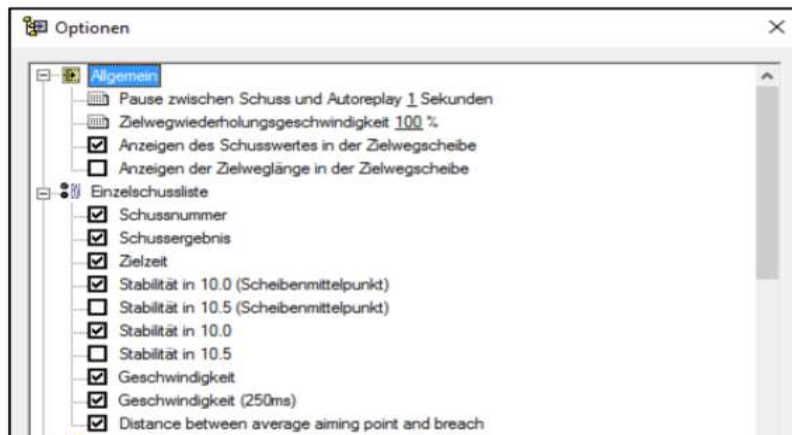 Optionen
Allgemein
Pause zwischen Schuss und Autoreplay 1 Sekunden
Zielwegwiederholungsgeschwindigkeit 100 %
Anzeigen des Schusswertes in der Zielwegscheibe
Anzeigen der Zielweglänge in der Zielwegscheibe
Einzelschussliste
Schussnummer
Schussergebnis
Zielzeit
Stabilität in 10.0 (Scheibenmittelpunkt)
Stabilität in 10.5 (Scheibenmittelpunkt)
Stabilität in 10.0
Stabilität in 10.5
Geschwindigkeit
Geschwindigkeit (250ms)
Distance between average aiming point and breach